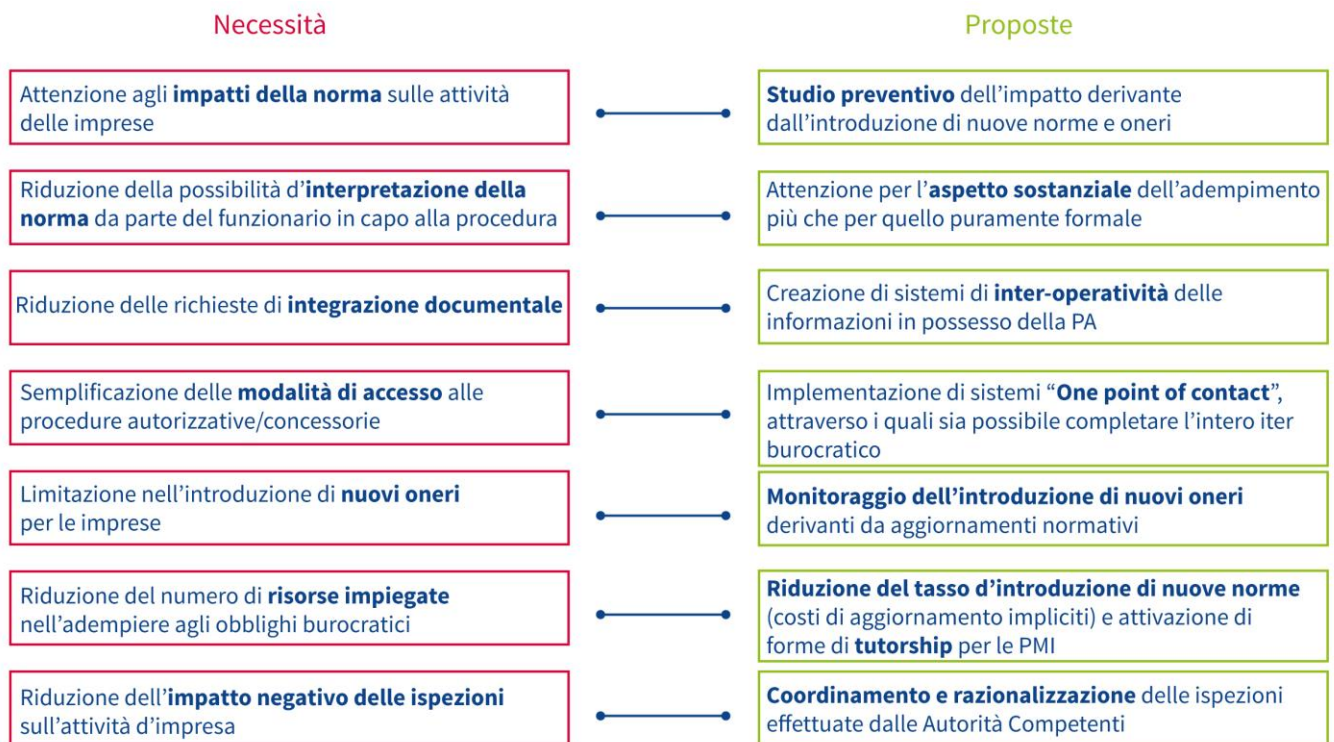 Necessità
Proposte
Attenzione agli impatti della norma sulle attività
delle imprese
Studio preventivo dell’impatto derivante
dall’introduzione di nuove norme e oneri
Riduzione della possibilità d’interpretazione della
norma da parte del funzionario in capo alla procedura
Attenzione per l’aspetto sostanziale dell’adempimento
più che per quello puramente formale
Riduzione delle richieste di integrazione documentale
Creazione di sistemi di inter-operatività delle
informazioni in possesso della PA
Semplificazione delle modalità di accesso alle
procedure autorizzative/concessorie
Implementazione di sistemi “One point of contact”,
attraverso i quali sia possibile completare l’intero iter
burocratico
Limitazione nell’introduzione di nuovi oneri
per le imprese
Monitoraggio dell’introduzione di nuovi oneri
derivanti da aggiornamenti normativi
Riduzione del numero di risorse impiegate
nell’adempiere agli obblighi burocratici
Riduzione del tasso d’introduzione di nuove norme
(costi di aggiornamento impliciti) e attivazione di
forme di tutorship per le PMI
Riduzione dell’impatto negativo delle ispezioni
sull’attività d’impresa
Coordinamento e razionalizzazione delle ispezioni
effettuate dalle Autorità Competenti